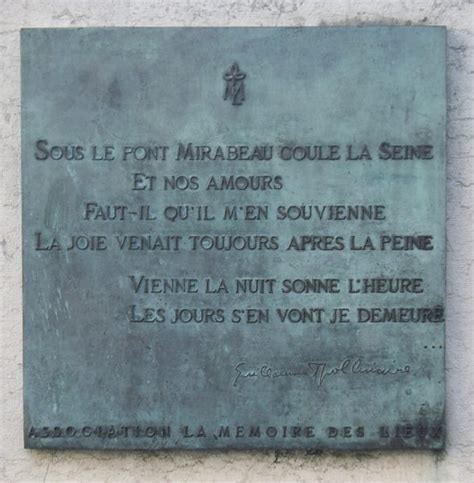 SOUS LE PONT MIRABEAU COULE LA SEINE
ET NOS AMOURS
FAUT-IL QU'IL M'EN SOUVIENNE
LA JOIE VENAIT TOUJOURS APRES LA PEINE
VIENNE LA NUIT SONNE L'HEURE
LES JOURS S'EN VONT JE DEMEURE
...
Guillaume Apollinaire
ASSOCIATION LA MEMOIRE DES LIEUX